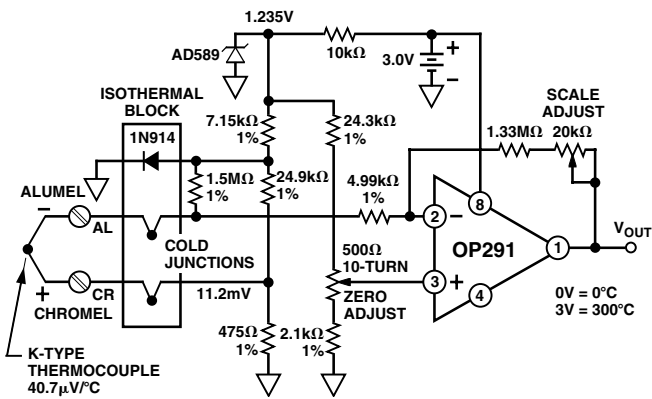 1.235V
AD589
10kΩ
3.0V
+
−
ISOTHERMAL
BLOCK
1N914
7.15kΩ
1%
24.3kΩ
1%
SCALE
ADJUST
1.33MΩ
20kΩ
1.5MΩ
1%
24.9kΩ
1%
4.99kΩ
1%
ALUMEL
−
AL
COLD
JUNCTIONS
2
−
8
OP291
1
VOUT
3
+
4
500Ω
10-TURN
ZERO
ADJUST
0V = 0°C
3V = 300°C
+
CR
CHROMEL
11.2mV
475Ω
1%
2.1kΩ
1%
K-TYPE
THERMOCOUPLE
40.7μV/°C